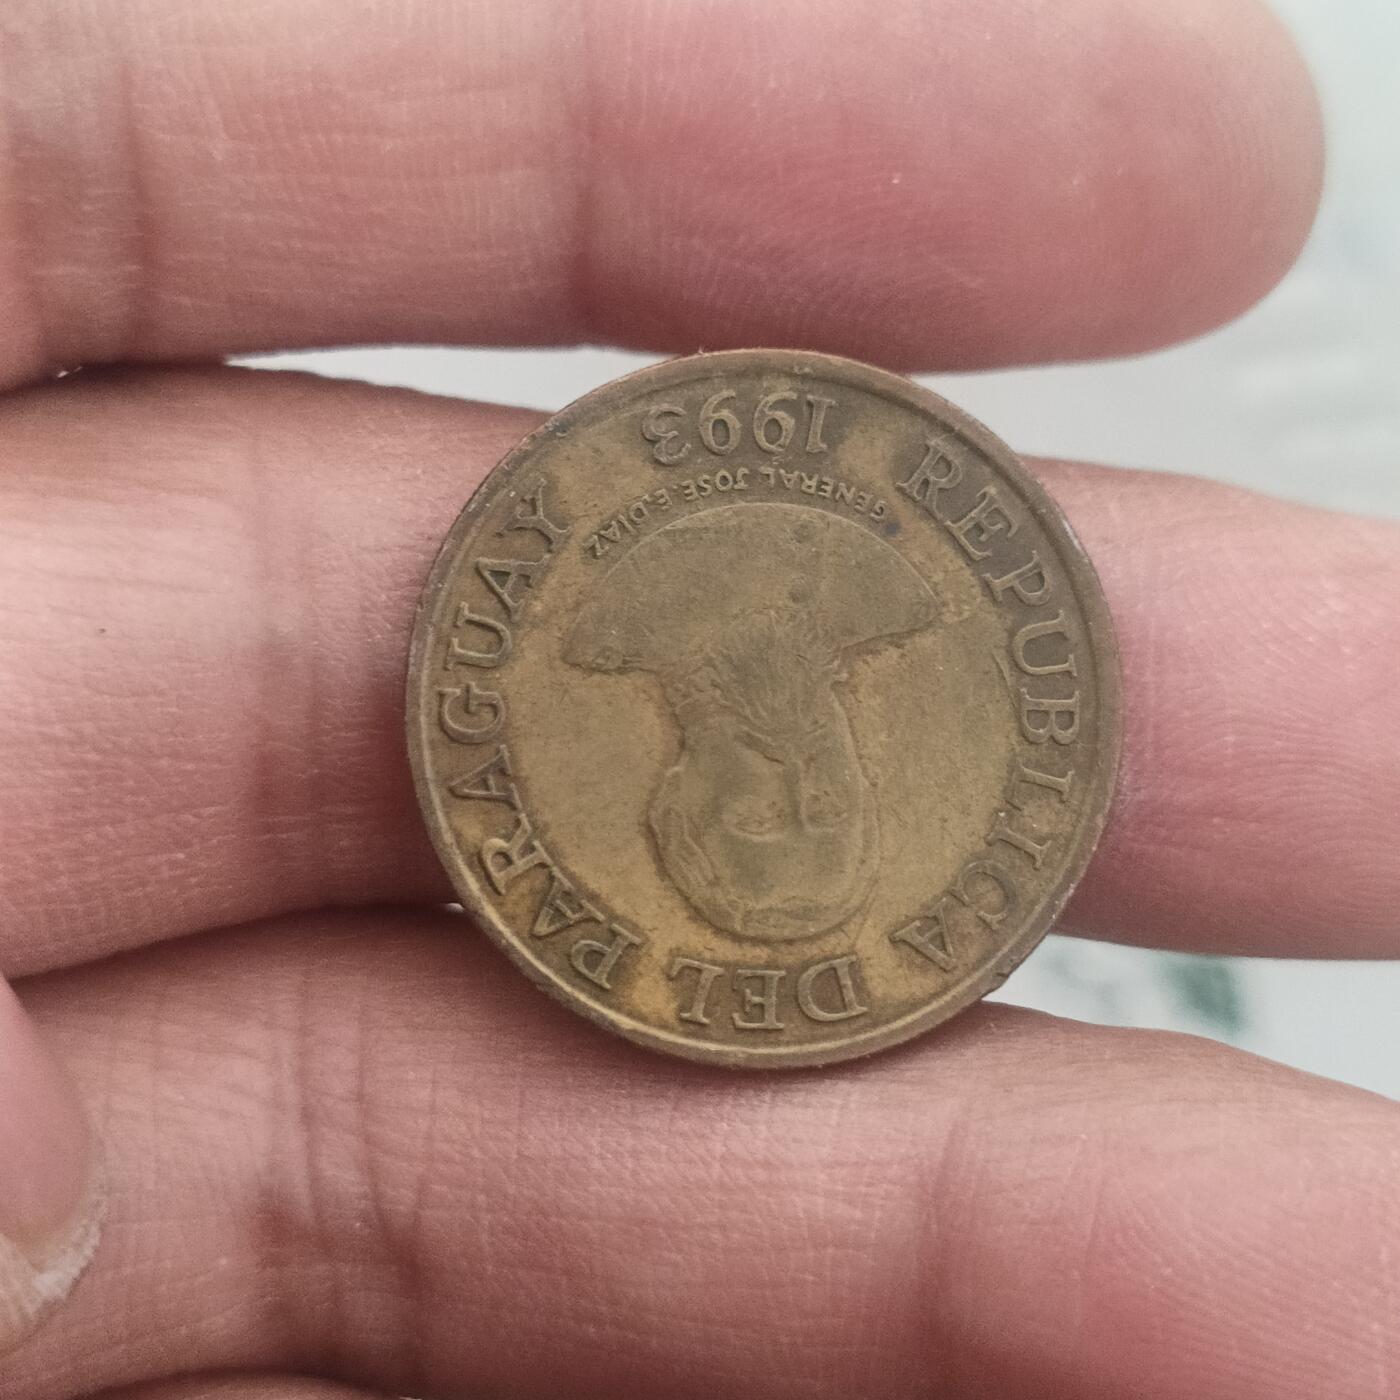 REPUBLICA DEL PARAGUAY
GENERAL JOSE E. DIAZ
1993